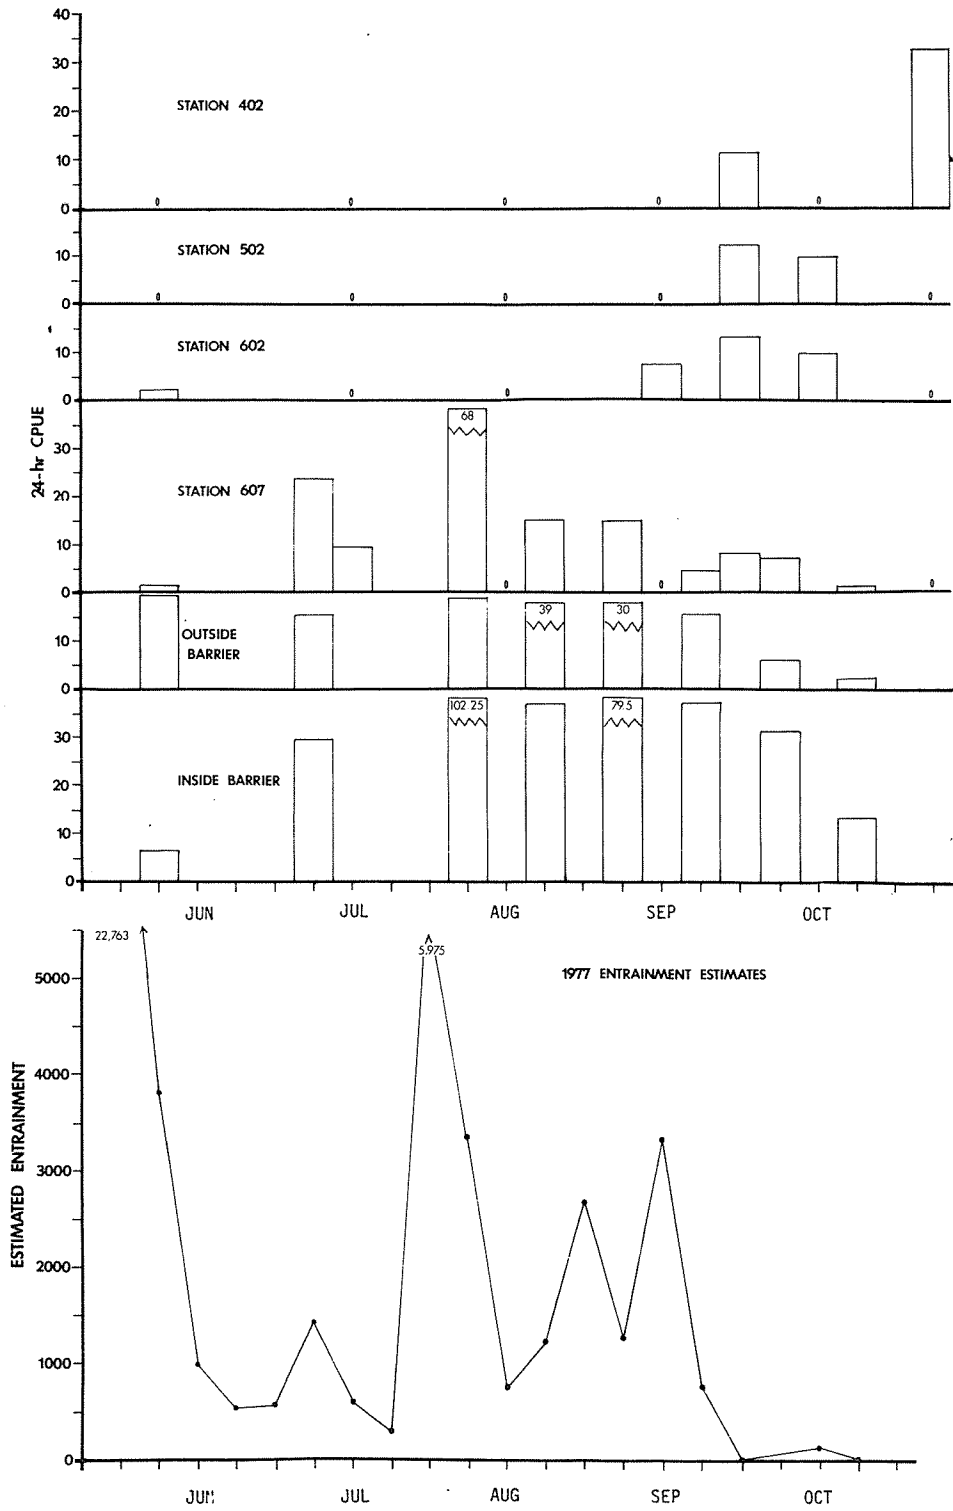 40
30
20
10
0
STATION 402
0 0 0 0 0
10
0
STATION 502
0 0 0 0 0
10
0
STATION 602
0 0 0
24-hr CPUE
30
20
10
0
STATION 607
68
0 0 0
10
0
OUTSIDE
BARRIER
39
30
30
20
10
0
INSIDE BARRIER
102.25
79.5
JUN JUL AUG SEP OCT
22,763
5,975
1977 ENTRAINMENT ESTIMATES
ESTIMATED ENTRAINMENT
5000
4000
3000
2000
1000
0
JUN JUL AUG SEP OCT